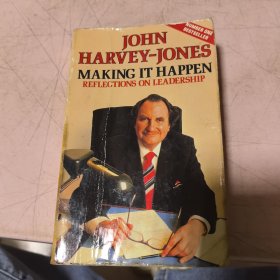 JOHN
HARVEY-JONES
NUMBER ONE
BESTSELLER
MAKING IT HAPPEN
REFLECTIONS ON LEADERSHIP